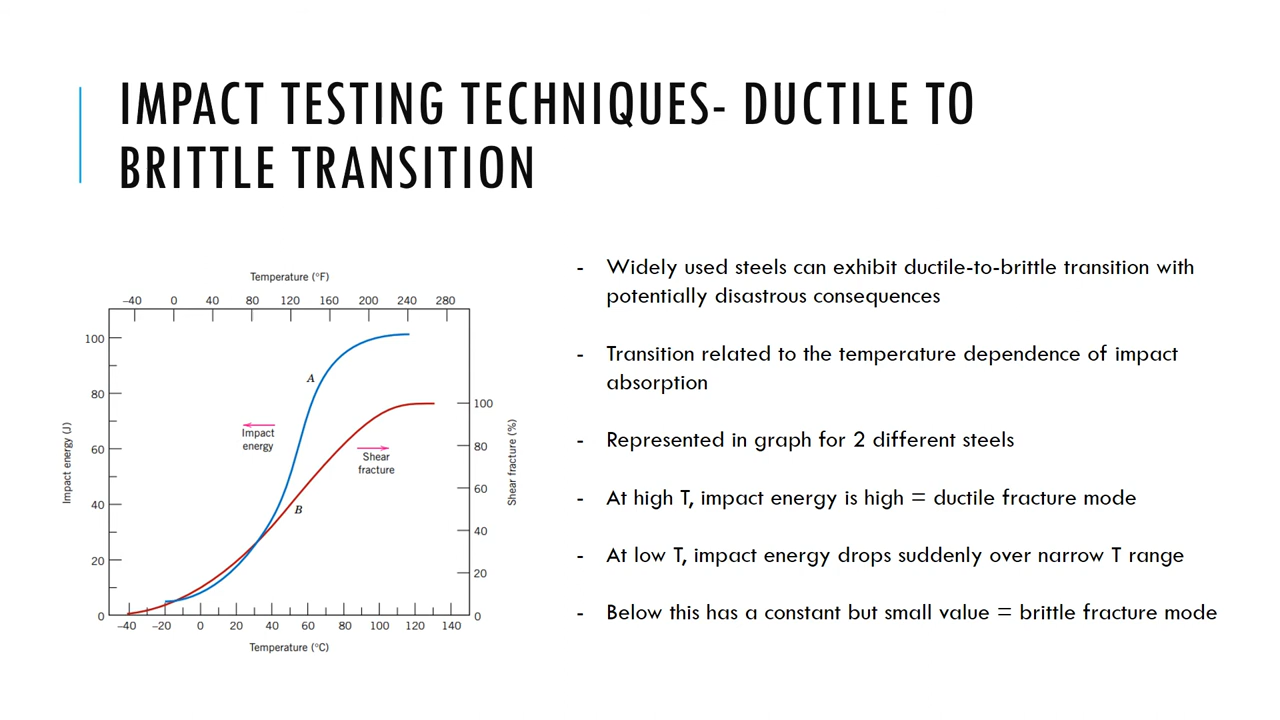 IMPACT TESTING TECHNIQUES- DUCTILE TO
BRITTLE TRANSITION
Temperature (°F)
−40 0 40 80 120 160 200 240 280
100
80
60
40
20
0
Impact energy (J)
A
Impact
energy
Shear
fracture
B
100
80
60
40
20
0
Shear fracture (%)
−40 −20 0 20 40 60 80 100 120 140
Temperature (°C)
- Widely used steels can exhibit ductile-to-brittle transition with
potentially disastrous consequences
- Transition related to the temperature dependence of impact
absorption
- Represented in graph for 2 different steels
- At high T, impact energy is high = ductile fracture mode
- At low T, impact energy drops suddenly over narrow T range
- Below this has a constant but small value = brittle fracture mode